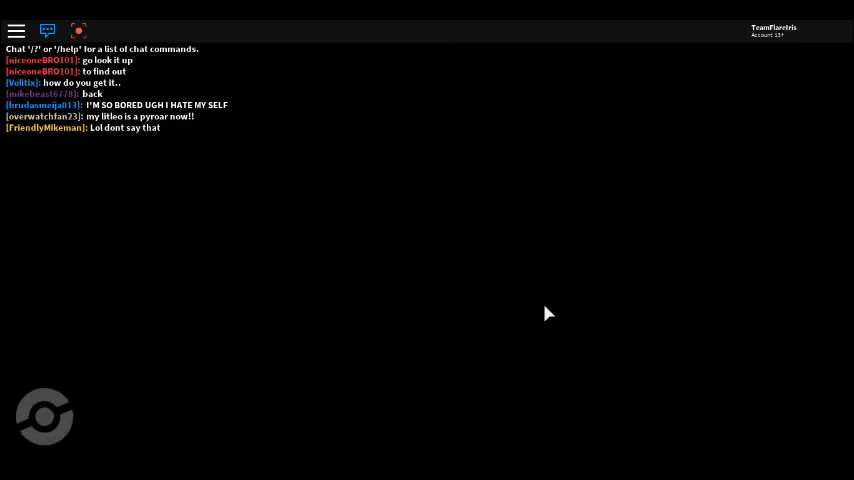 TeamFlareIris
Account: 13+
Chat '/?' or '/help' for a list of chat commands.
[niceoneBRO101]: go look it up
[niceoneBRO101]: to find out
[Volitix]: how do you get it..
[mikebeast6778]: back
[hrudasmeija013]: I'M SO BORED UGH I HATE MY SELF
[overwatchfan23]: my litleo is a pyroar now!!
[FriendlyMikeman]: Lol dont say that